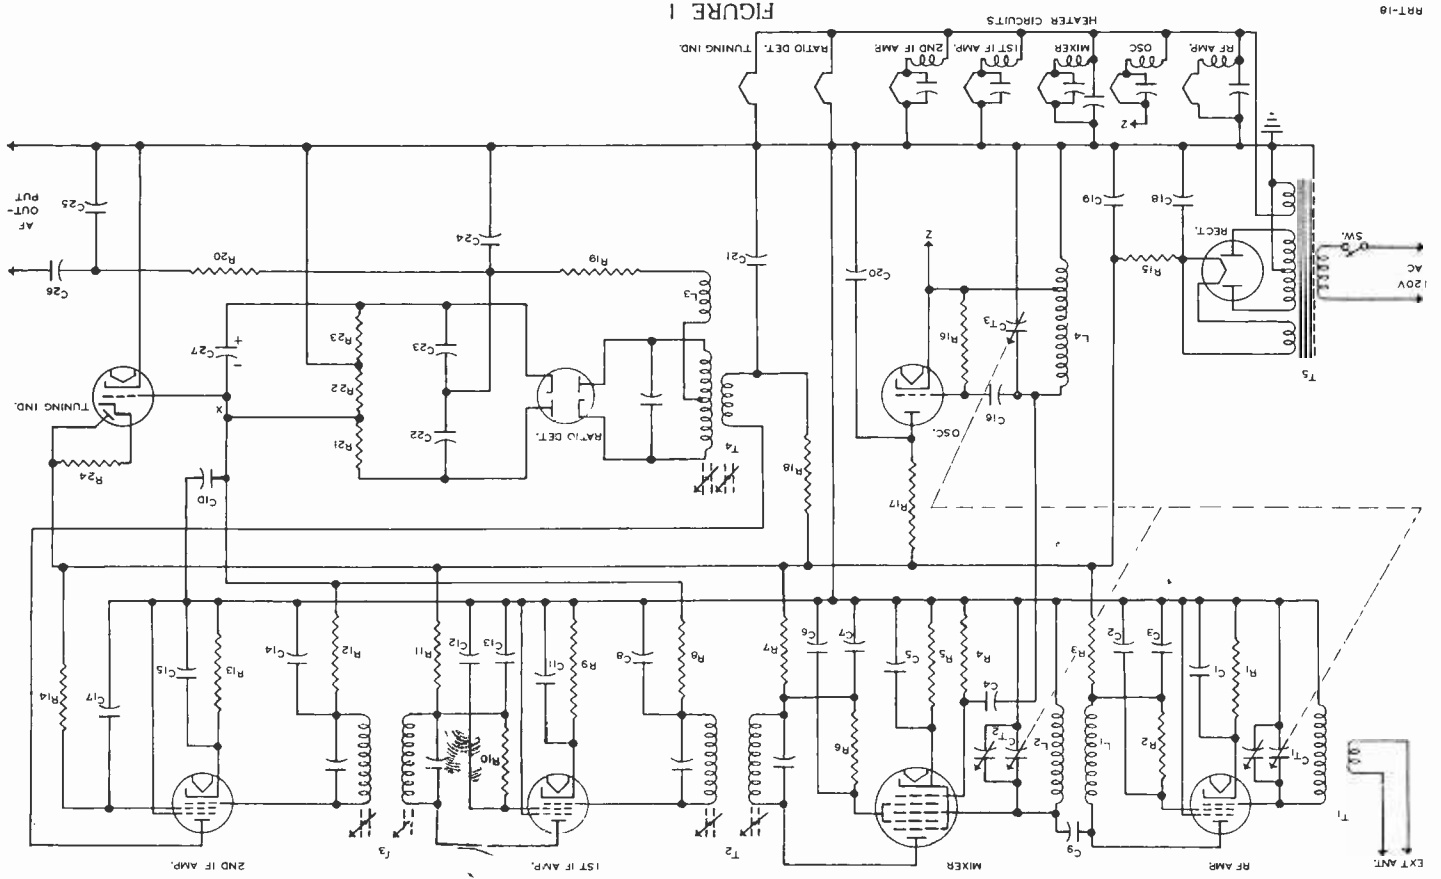 EXT ANT.
RF AMP.
MIXER
1ST IF AMP.
2ND IF AMP.
T1
C9
T2
T3
CT1
R2
L1
L2
CT2
R6
R10
R1
C1
C3
C2
R3
C4
R4
R5
C5
C7
C6
R7
R8
C8
R9
C11
C13
C12
R11
R12
C14
R13
C15
C17
R14
R17
R18
C10
R24
T4
OSC.
RATIO DET.
C22
R21
X
TUNING IND.
C16
R22
T5
L4
CT3
R16
C23
R23
C27
+
−
L3
120V
AC
SW.
R15
C20
C21
R19
R20
C26
RECT.
Z
C24
AF
OUT-
PUT
C18
C19
C25
Z
RF AMP.
OSC
MIXER
1ST IF AMP.
2ND IF AMP
RATIO DET.
TUNING IND.
HEATER CIRCUITS
RRT-18
FIGURE 1